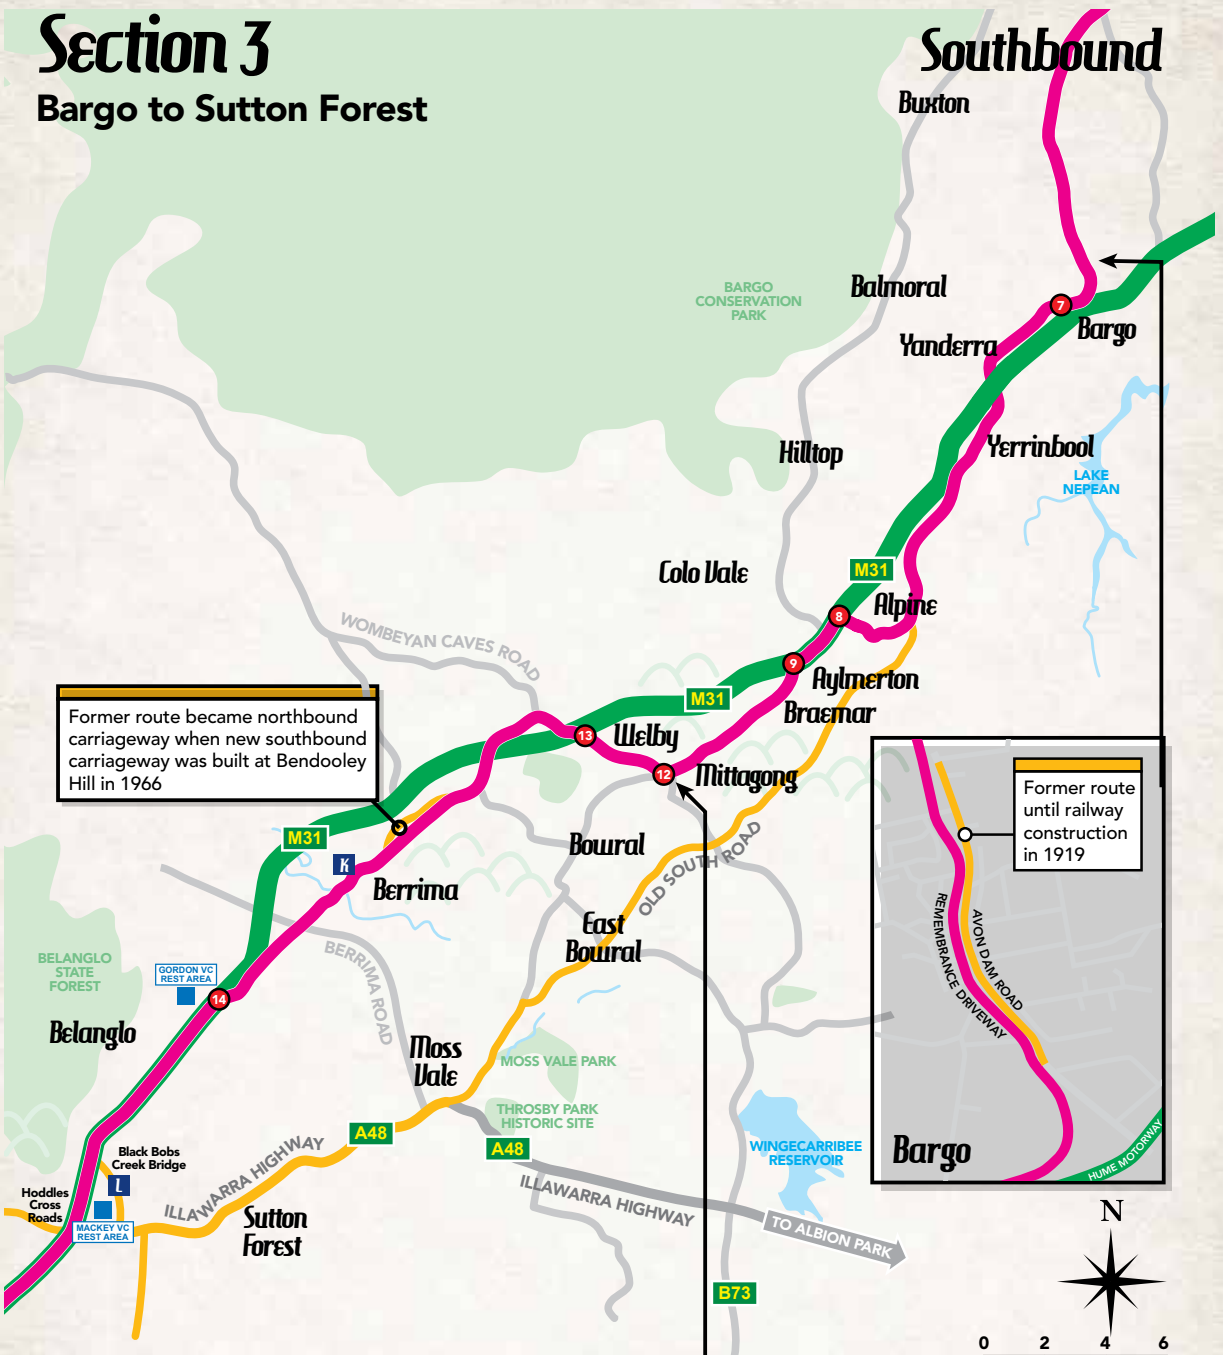 Section 3
Bargo to Sutton Forest
Southbound
Buxton
BARGO
CONSERVATION
PARK
Balmoral
7
Bargo
Yanderra
Hilltop
Yerrinbool
LAKE
NEPEAN
Colo Vale
M31
Alpine
8
WOMBEYAN CAVES ROAD
9
Aylmerton
M31
Braemar
Former route became northbound
carriageway when new southbound
carriageway was built at Bendooley
Hill in 1966
13
Welby
12
Mittagong
Former route
until railway
construction
in 1919
M31
K
Berrima
Bowral
OLD SOUTH ROAD
East
Bowral
REMEMBRANCE DRIVEWAY
AVON DAM ROAD
BERRIMA ROAD
BELANGLO
STATE
FOREST
GORDON VC
REST AREA
14
Belanglo
Moss
Vale
MOSS VALE PARK
THROSBY PARK
HISTORIC SITE
A48
A48
WINGECARRIBEE
RESERVOIR
Bargo
HUME MOTORWAY
Black Bobs
Creek Bridge
L
Hoddles
Cross
Roads
MACKEY VC
REST AREA
ILLAWARRA HIGHWAY
Sutton
Forest
ILLAWARRA HIGHWAY
TO ALBION PARK
N
B73
0 2 4 6